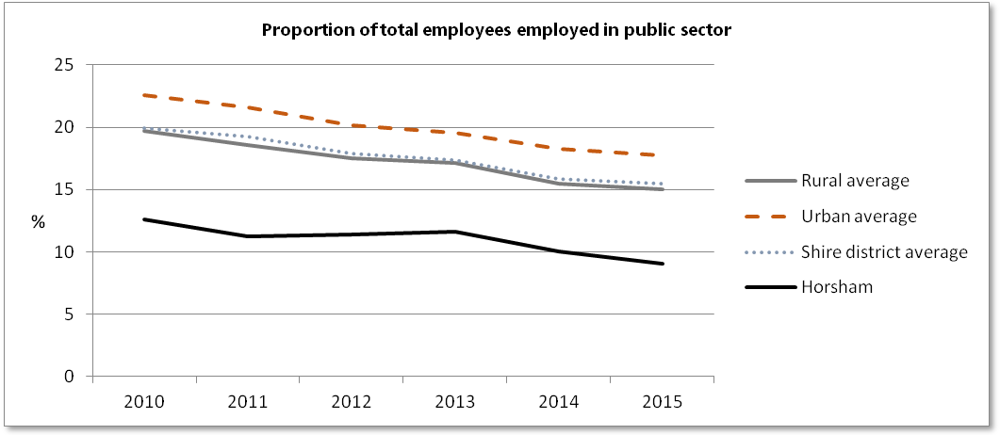 Proportion of total employees employed in public sector
25
20
15
10
5
0
%
2010 2011 2012 2013 2014 2015
Rural average
Urban average
Shire district average
Horsham